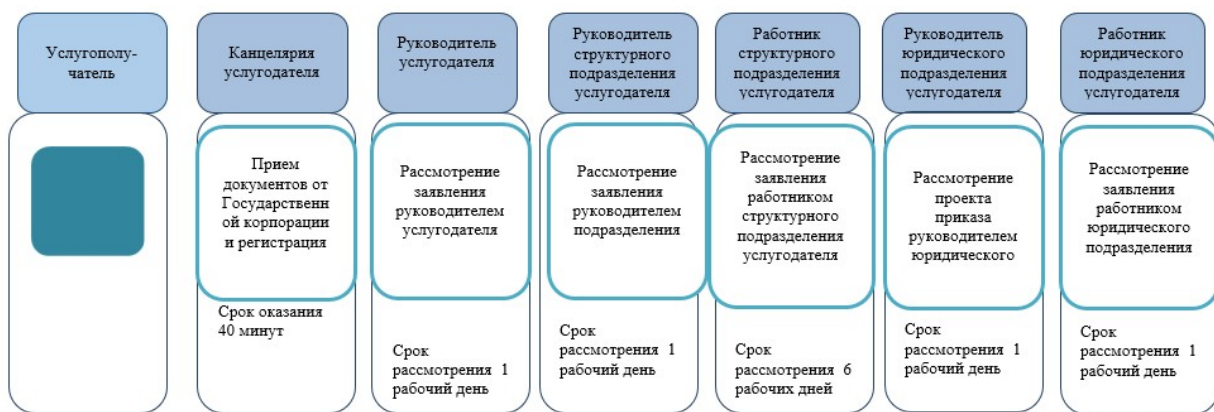 Услугополу-
чатель
Канцелярия
услугодателя
Руководитель
услугодателя
Руководитель
структурного
подразделения
услугодателя
Работник
структурного
подразделения
услугодателя
Руководитель
юридического
подразделения
услугодателя
Работник
юридического
подразделения
услугодателя
Прием
документов от
Государственн
ой корпорации
и регистрация
Срок оказания
40 минут
Рассмотрение
заявления
руководителем
услугодателя
Срок
рассмотрения 1
рабочий день
Рассмотрение
заявления
руководителем
подразделения
Срок
рассмотрения 1
рабочий день
Рассмотрение
заявления
работником
структурного
подразделения
услугодателя
Срок
рассмотрения 6
рабочих дней
Рассмотрение
проекта
приказа
руководителем
юридического
Срок
рассмотрения 1
рабочий день
Рассмотрение
заявления
работником
юридического
подразделения
Срок
рассмотрения 1
рабочий день